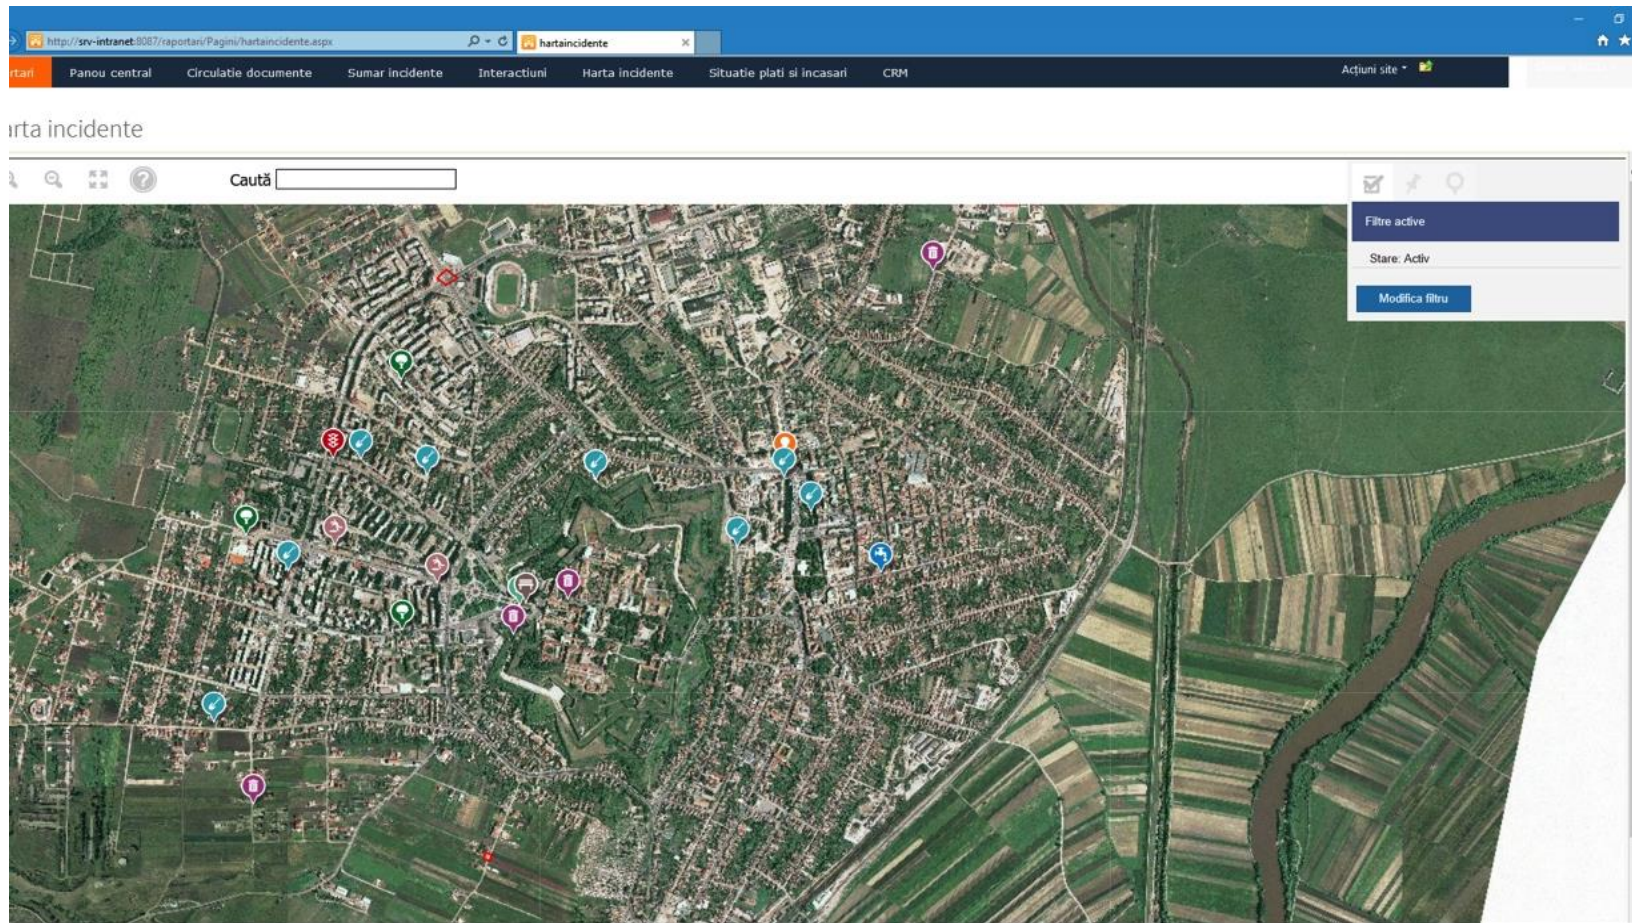 http://srv-intranet:8087/raportari/Pagini/hartaincidente.aspx
hartaincidente
rtari Panou central Circulatie documente Sumar incidente Interactiuni Harta incidente Situatie plati si incasari CRM Acțiuni site
arta incidente
Caută
Filtre active
Stare: Activ
Modifica filtru